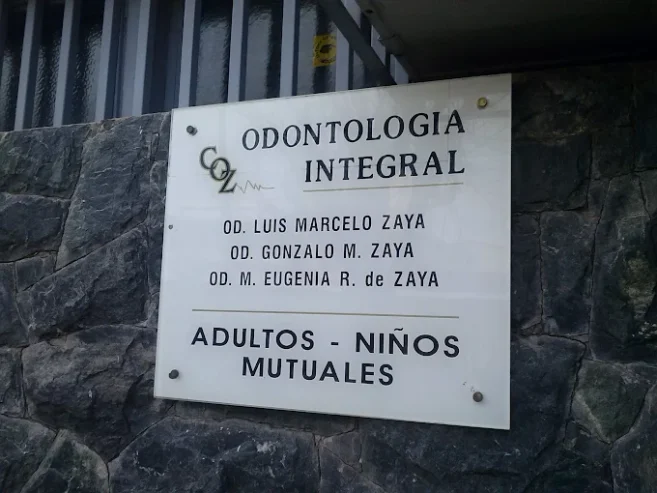 ODONTOLOGIA
COZ INTEGRAL
OD. LUIS MARCELO ZAYA
OD. GONZALO M. ZAYA
OD. M. EUGENIA R. de ZAYA
ADULTOS - NIÑOS
MUTUALES